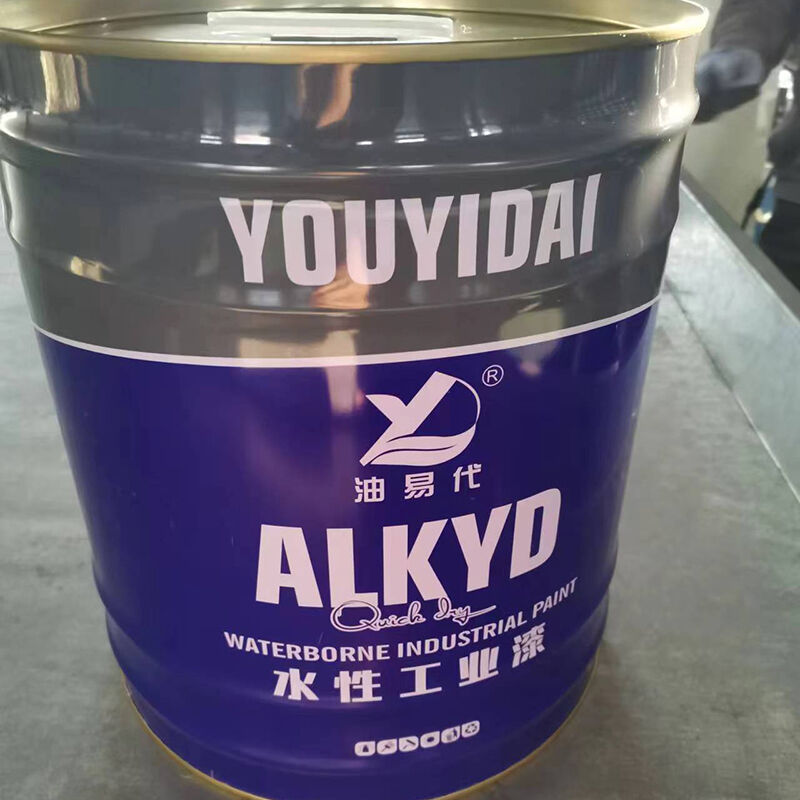 YOUYIDAI
®
油易代
ALKYD
Quick dry
WATERBORNE INDUSTRIAL PAINT
水性工业漆